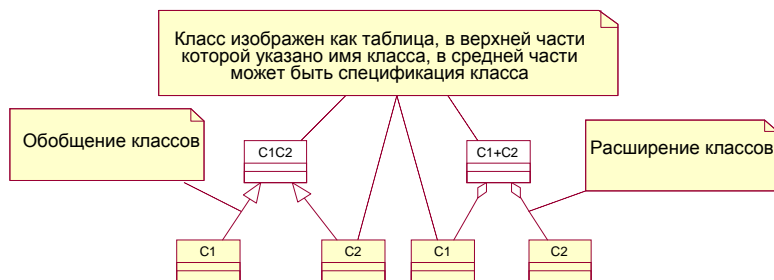 Класс изображен как таблица, в верхней части
которой указано имя класса, в средней части
может быть спецификация класса
Обобщение классов
C1C2
C1+C2
Расширение классов
C1
C2
C1
C2